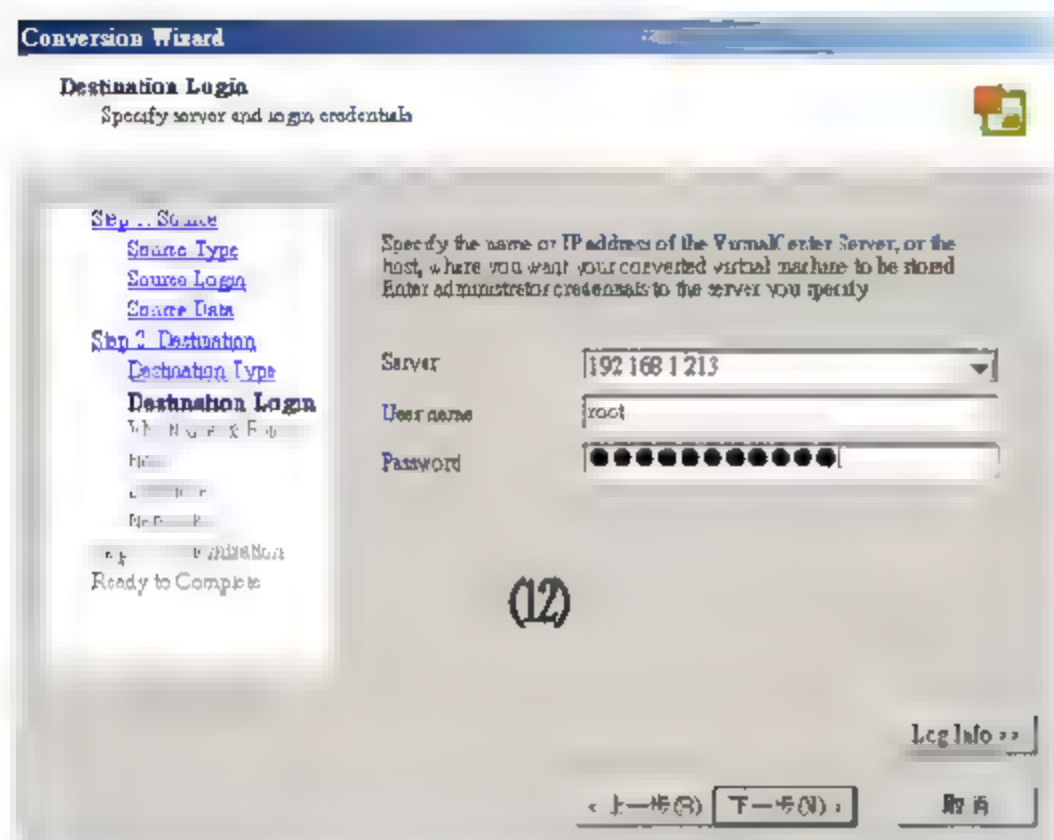 Conversion Wizard
Destination Login
Specify server and login credentials
Step Source
Source Type
Source Login
Source Data
Step 2 Destination
Destination Type
Destination Login
Ready to Complete
Specify the name or IP address of the VirtualCenter Server, or the
host, where you want your converted virtual machine to be stored
Enter administrator credentials to the server you specify
Server
192 168 1 213
User name
root
Password
(12)
Log Info >>
< 上一步(B)
下一步(N) >
取消